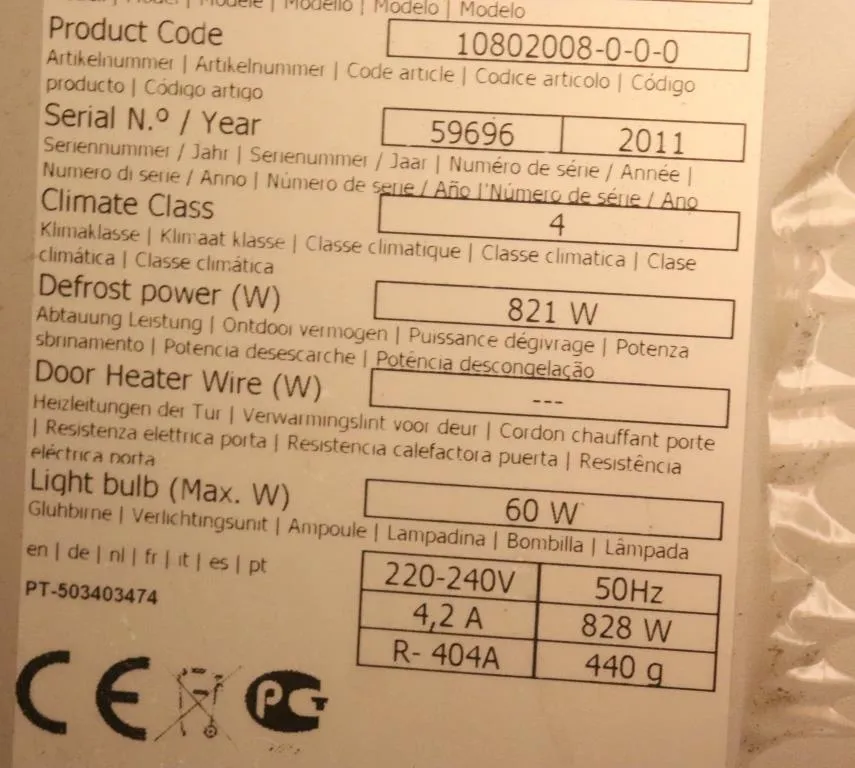 Modello | Modelo | Modelo
Product Code 10802008-0-0-0
Artikelnummer | Artikelnummer | Code article | Codice articolo | Código
producto | Código artigo
Serial N.º / Year 59696 2011
Seriennummer / Jahr | Serienummer / Jaar | Numéro de série / Année |
Numero di serie / Anno | Número de serie / Año l'Número de série / Ano
Climate Class 4
Klimaklasse | Klimaat klasse | Classe climatique | Classe climatica | Clase
climática | Classe climática
Defrost power (W) 821 W
Abtauung Leistung | Ontdooi vermogen | Puissance dégivrage | Potenza
sbrinamento | Potencia desescarche | Potência descongelação
Door Heater Wire (W) ---
Heizleitungen der Tur | Verwarmingslint voor deur | Cordon chauffant porte
| Resistenza elettrica porta | Resistencia calefactora puerta | Resistência
eléctrica porta
Light bulb (Max. W) 60 W
Gluhbirne | Verlichtingsunit | Ampoule | Lampadina | Bombilla | Lâmpada
en | de | nl | fr | it | es | pt
220-240V 50Hz
PT-503403474
4,2 A 828 W
R- 404A 440 g
CE